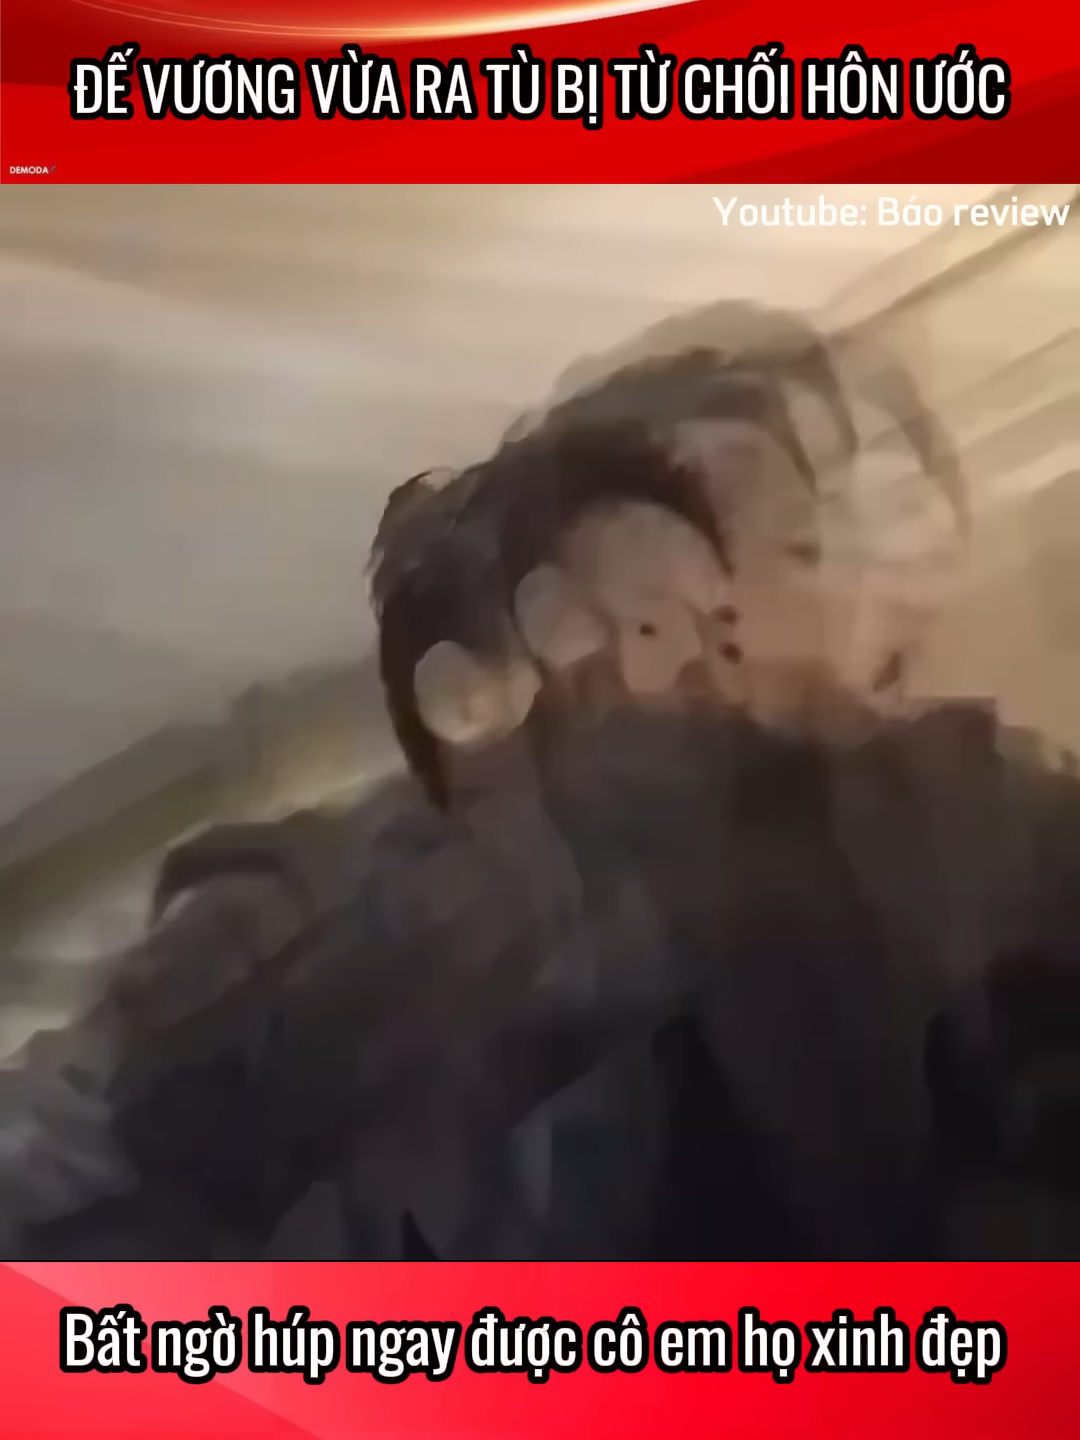 ĐẾ VƯƠNG VỪA RA TÙ BỊ TỪ CHỐI HÔN ƯỚC
DEMODA
Youtube: Báo review
Bất ngờ húp ngay được cô em họ xinh đẹp